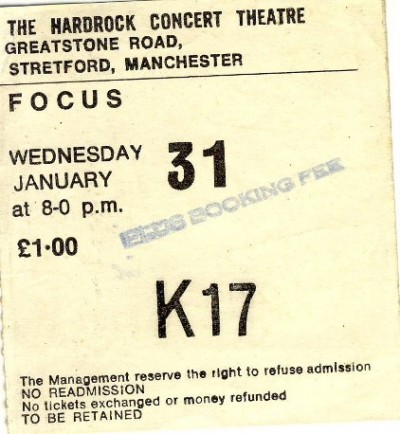 THE HARDROCK CONCERT THEATRE
GREATSTONE ROAD,
STRETFORD, MANCHESTER
FOCUS
WEDNESDAY 31
JANUARY
at 8-0 p.m.
PLUS BOOKING FEE
£1·00
K17
The Management reserve the right to refuse admission
NO READMISSION
No tickets exchanged or money refunded
TO BE RETAINED